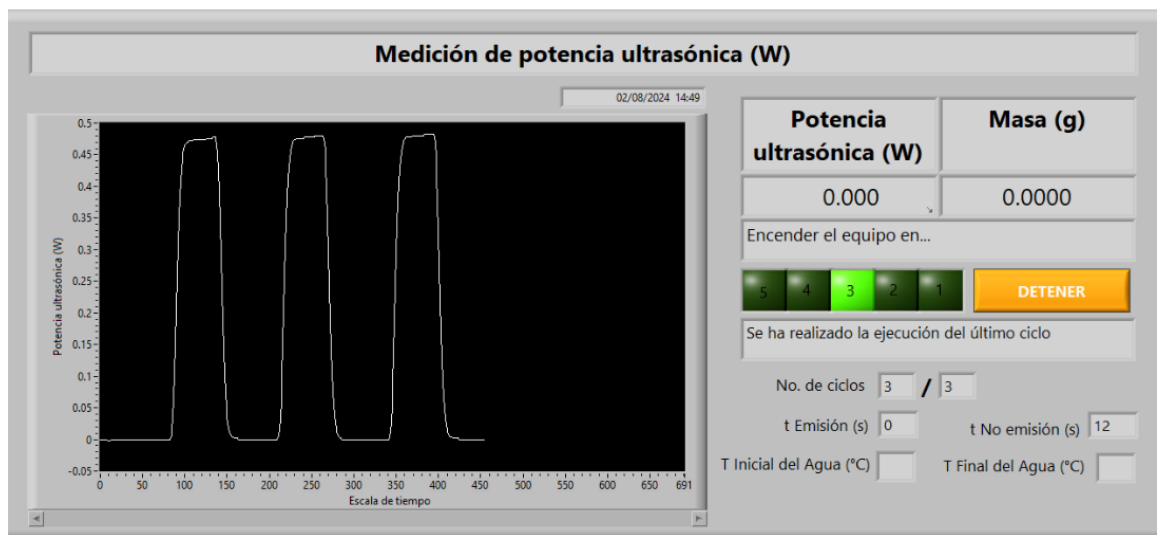 Medición de potencia ultrasónica (W)
02/08/2024 14:49
Potencia ultrasónica (W)
0.5
0.45
0.4
0.35
0.3
0.25
0.2
0.15
0.1
0.05
0
-0.05
0 50 100 150 200 250 300 350 400 450 500 550 600 650 691
Escala de tiempo
Potencia
ultrasónica (W)
Masa (g)
0.000 0.0000
Encender el equipo en...
5 4 3 2 1 DETENER
Se ha realizado la ejecución del último ciclo
No. de ciclos 3 / 3
t Emisión (s) 0 t No emisión (s) 12
T Inicial del Agua (°C) T Final del Agua (°C)